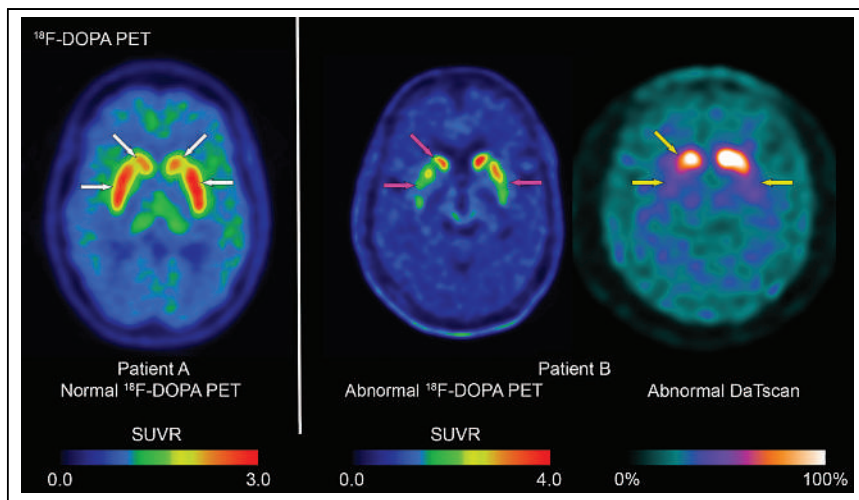 ¹⁸F-DOPA PET
Patient A
Normal ¹⁸F-DOPA PET
SUVR
0.0 3.0
Patient B
Abnormal ¹⁸F-DOPA PET Abnormal DaTscan
SUVR
0.0 4.0
0% 100%